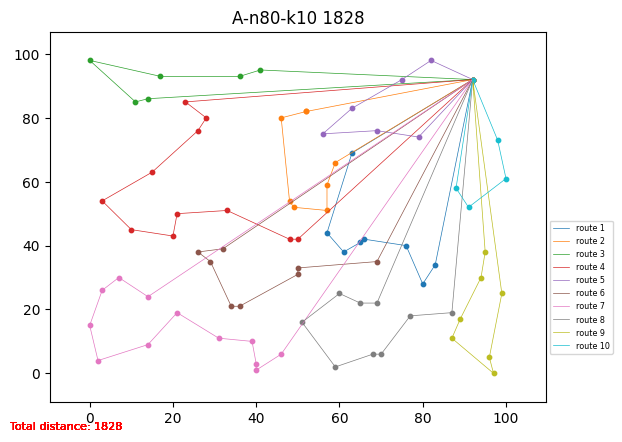 A-n80-k10 1828
100
80
60
40
20
0
0 20 40 60 80 100
route 1
route 2
route 3
route 4
route 5
route 6
route 7
route 8
route 9
route 10
Total distance: 1828